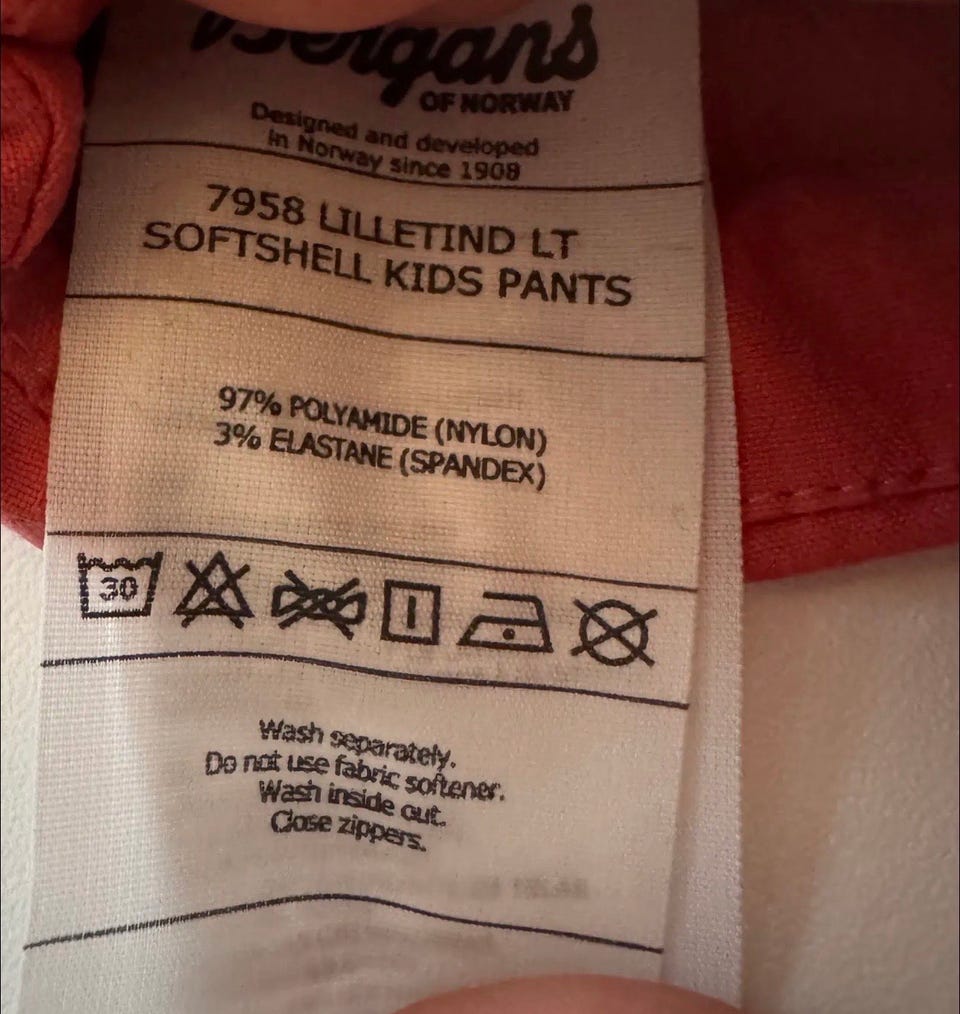 Bergans
OF NORWAY
Designed and developed
in Norway since 1908
7958 LILLETIND LT
SOFTSHELL KIDS PANTS
97% POLYAMIDE (NYLON)
3% ELASTANE (SPANDEX)
30
Wash separately.
Do not use fabric softener.
Wash inside out.
Close zippers.